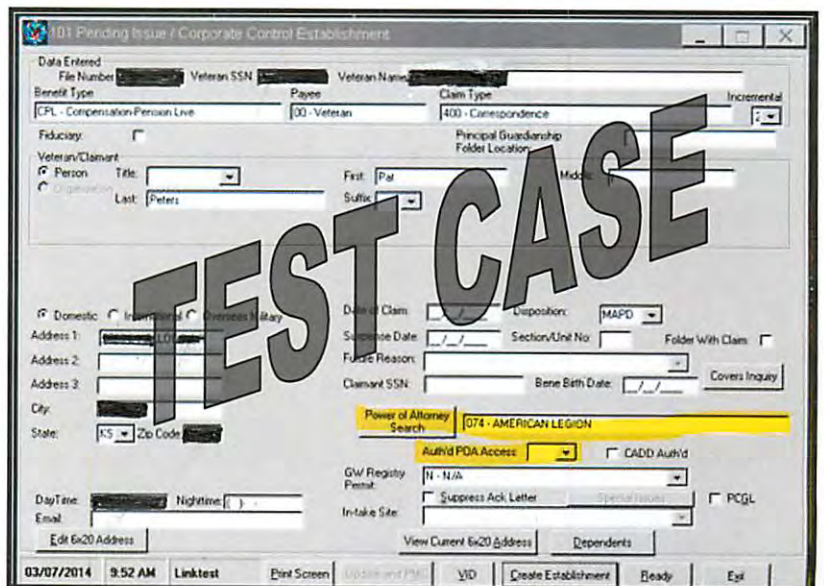 101 Pending Issue / Corporate Control Establishment
Data Entered
File Number Veteran SSN Veteran Name
Benefit Type Payee Claim Type Incremental
CPL - Compensation-Pension Live 00 - Veteran 400 - Correspondence 2
Fiduciary: Principal Guardianship
Folder Location:
Veteran/Claimant
Person Title: First: Pat Middle:
Organization Last: Peters Suffix:
TEST CASE
Domestic International Overseas Military Date of Claim: _/_/___ Disposition: MAPD
Address 1: Suspense Date: _/_/___ Section/Unit No: Folder With Claim:
Address 2: Future Reason:
Address 3: Claimant SSN: Bene Birth Date: _/_/___ Covers Inquiry
City: Power of Attorney
Search 074 - AMERICAN LEGION
State: KS Zip Code
Auth'd POA Access: CADD Auth'd
GW Registry
Permit: N - N/A
DayTime: Nighttime: ( ) - Suppress Ack Letter Special Issues PCGL
Email: In-take Site:
Edit 6x20 Address View Current 6x20 Address Dependents
03/07/2014 9:52 AM Linktest Print Screen VID Create Establishment Ready Exit